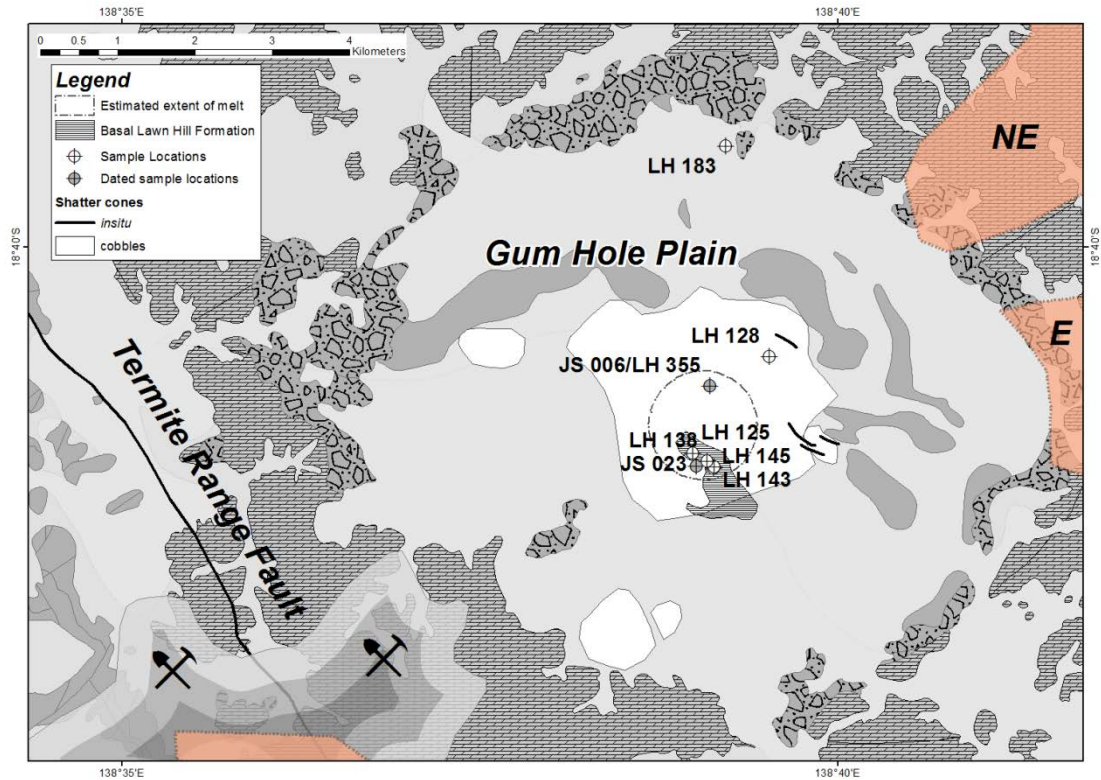 138°35'E
138°40'E
0 0.5 1 2 3 4
Kilometers
Legend
Estimated extent of melt
Basal Lawn Hill Formation
Sample Locations
Dated sample locations
Shatter cones
insitu
cobbles
NE
LH 183
18°40'S
18°40'S
Gum Hole Plain
E
LH 128
JS 006/LH 355
Termite Range Fault
LH 138
LH 125
JS 023
LH 145
LH 143
138°35'E
138°40'E